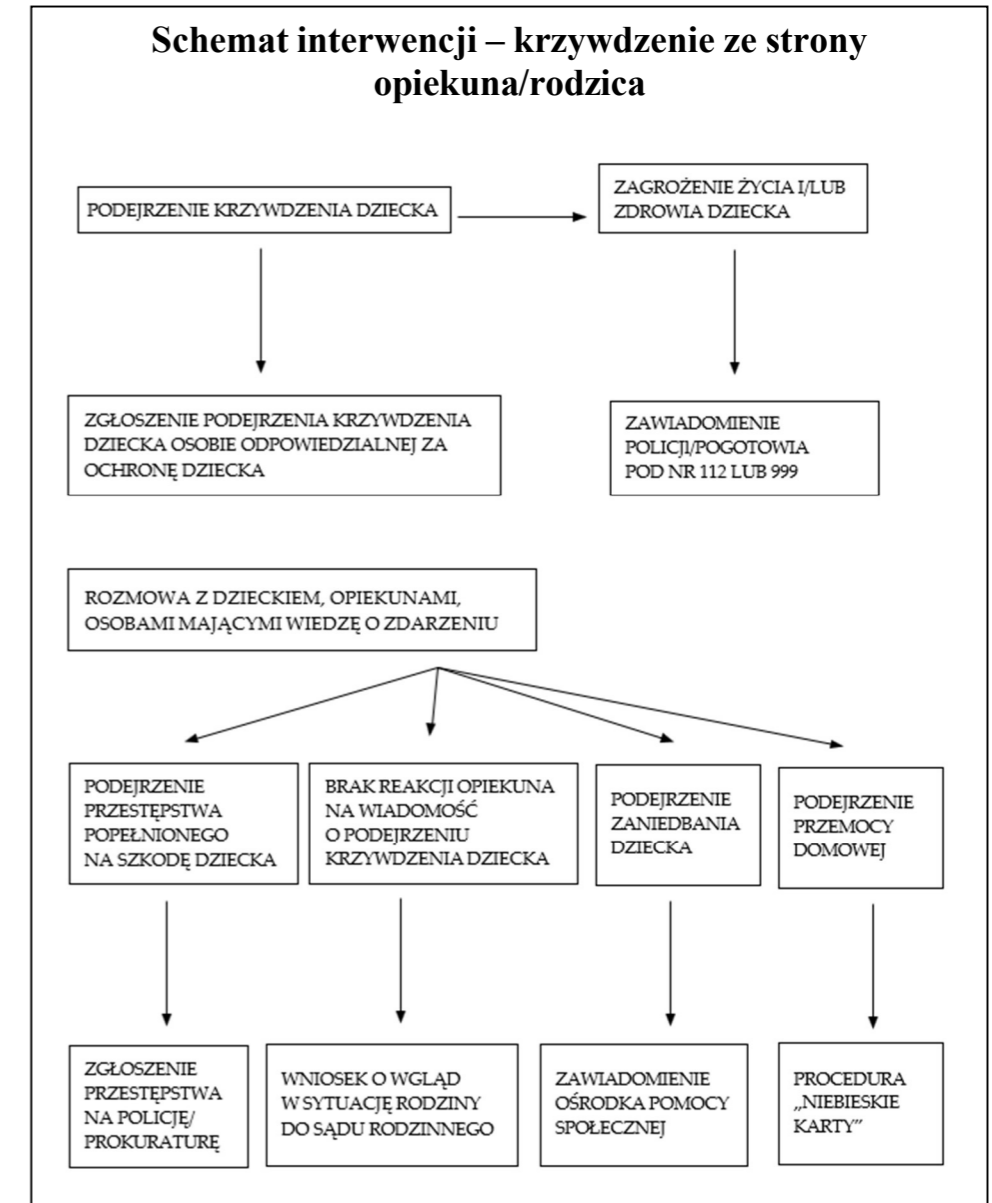 Schemat interwencji – krzywdzenie ze strony
opiekuna/rodzica
PODEJRZENIE KRZYWDZENIA DZIECKA
ZAGROŻENIE ŻYCIA I/LUB
ZDROWIA DZIECKA
ZGŁOSZENIE PODEJRZENIA KRZYWDZENIA
DZIECKA OSOBIE ODPOWIEDZIALNEJ ZA
OCHRONĘ DZIECKA
ZAWIADOMIENIE
POLICJI/POGOTOWIA
POD NR 112 LUB 999
ROZMOWA Z DZIECKIEM, OPIEKUNAMI,
OSOBAMI MAJĄCYMI WIEDZĘ O ZDARZENIU
PODEJRZENIE
PRZESTĘPSTWA
POPEŁNIONEGO
NA SZKODĘ DZIECKA
BRAK REAKCJI OPIEKUNA
NA WIADOMOŚĆ
O PODEJRZENIU
KRZYWDZENIA DZIECKA
PODEJRZENIE
ZANIEDBANIA
DZIECKA
PODEJRZENIE
PRZEMOCY
DOMOWEJ
ZGŁOSZENIE
PRZESTĘPSTWA
NA POLICJĘ/
PROKURATURĘ
WNIOSEK O WGLĄD
W SYTUACJĘ RODZINY
DO SĄDU RODZINNEGO
ZAWIADOMIENIE
OŚRODKA POMOCY
SPOŁECZNEJ
PROCEDURA
„NIEBIESKIE
KARTY”